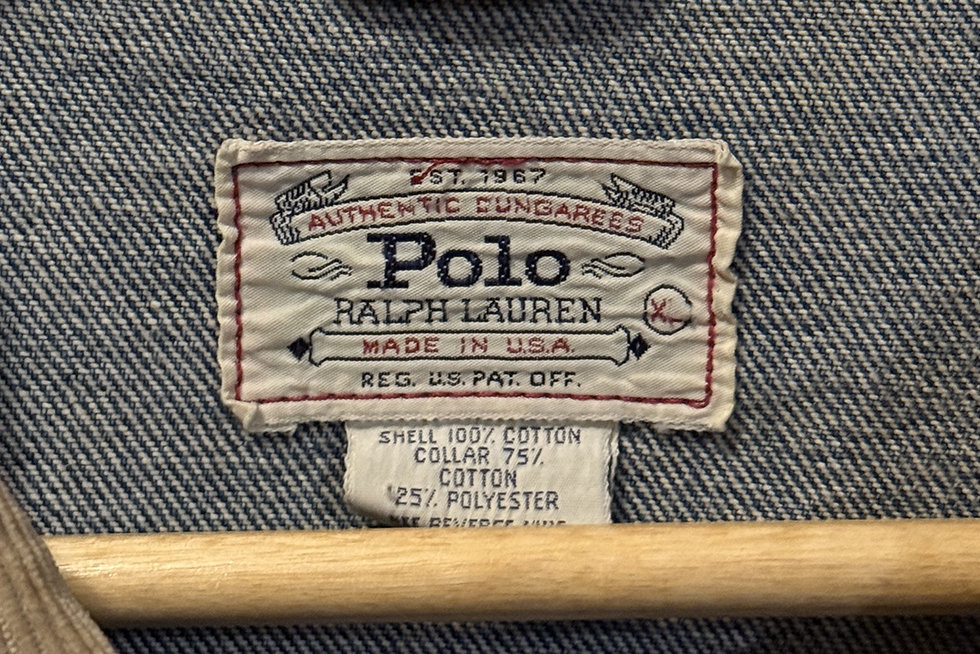 EST. 1967
AUTHENTIC DUNGAREES
Polo
RALPH LAUREN
XL
MADE IN U.S.A.
REG. U.S. PAT. OFF.
SHELL 100% COTTON
COLLAR 75%
COTTON
25% POLYESTER
REVERSE